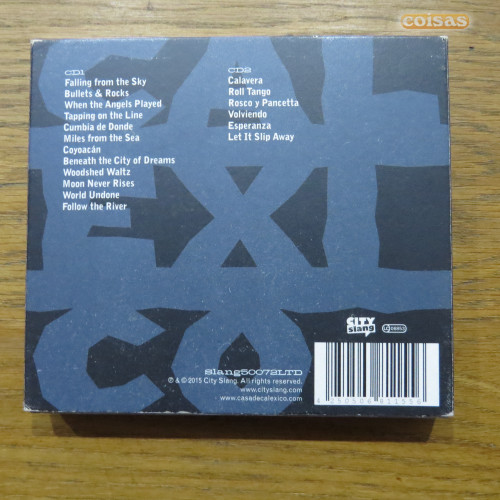 coisas
CD1
Falling from the Sky
Bullets & Rocks
When the Angels Played
Tapping on the Line
Cumbia de Donde
Miles from the Sea
Coyoacán
Beneath the City of Dreams
Woodshed Waltz
Moon Never Rises
World Undone
Follow the River
CD2
Calavera
Roll Tango
Rosco y Pancetta
Volviendo
Esperanza
Let It Slip Away
CAL
EXI
CO
CITY
slang
Slang50072LTD
℗ & © 2015 City Slang. All rights reserved.
www.cityslang.com
www.casadecalexico.com